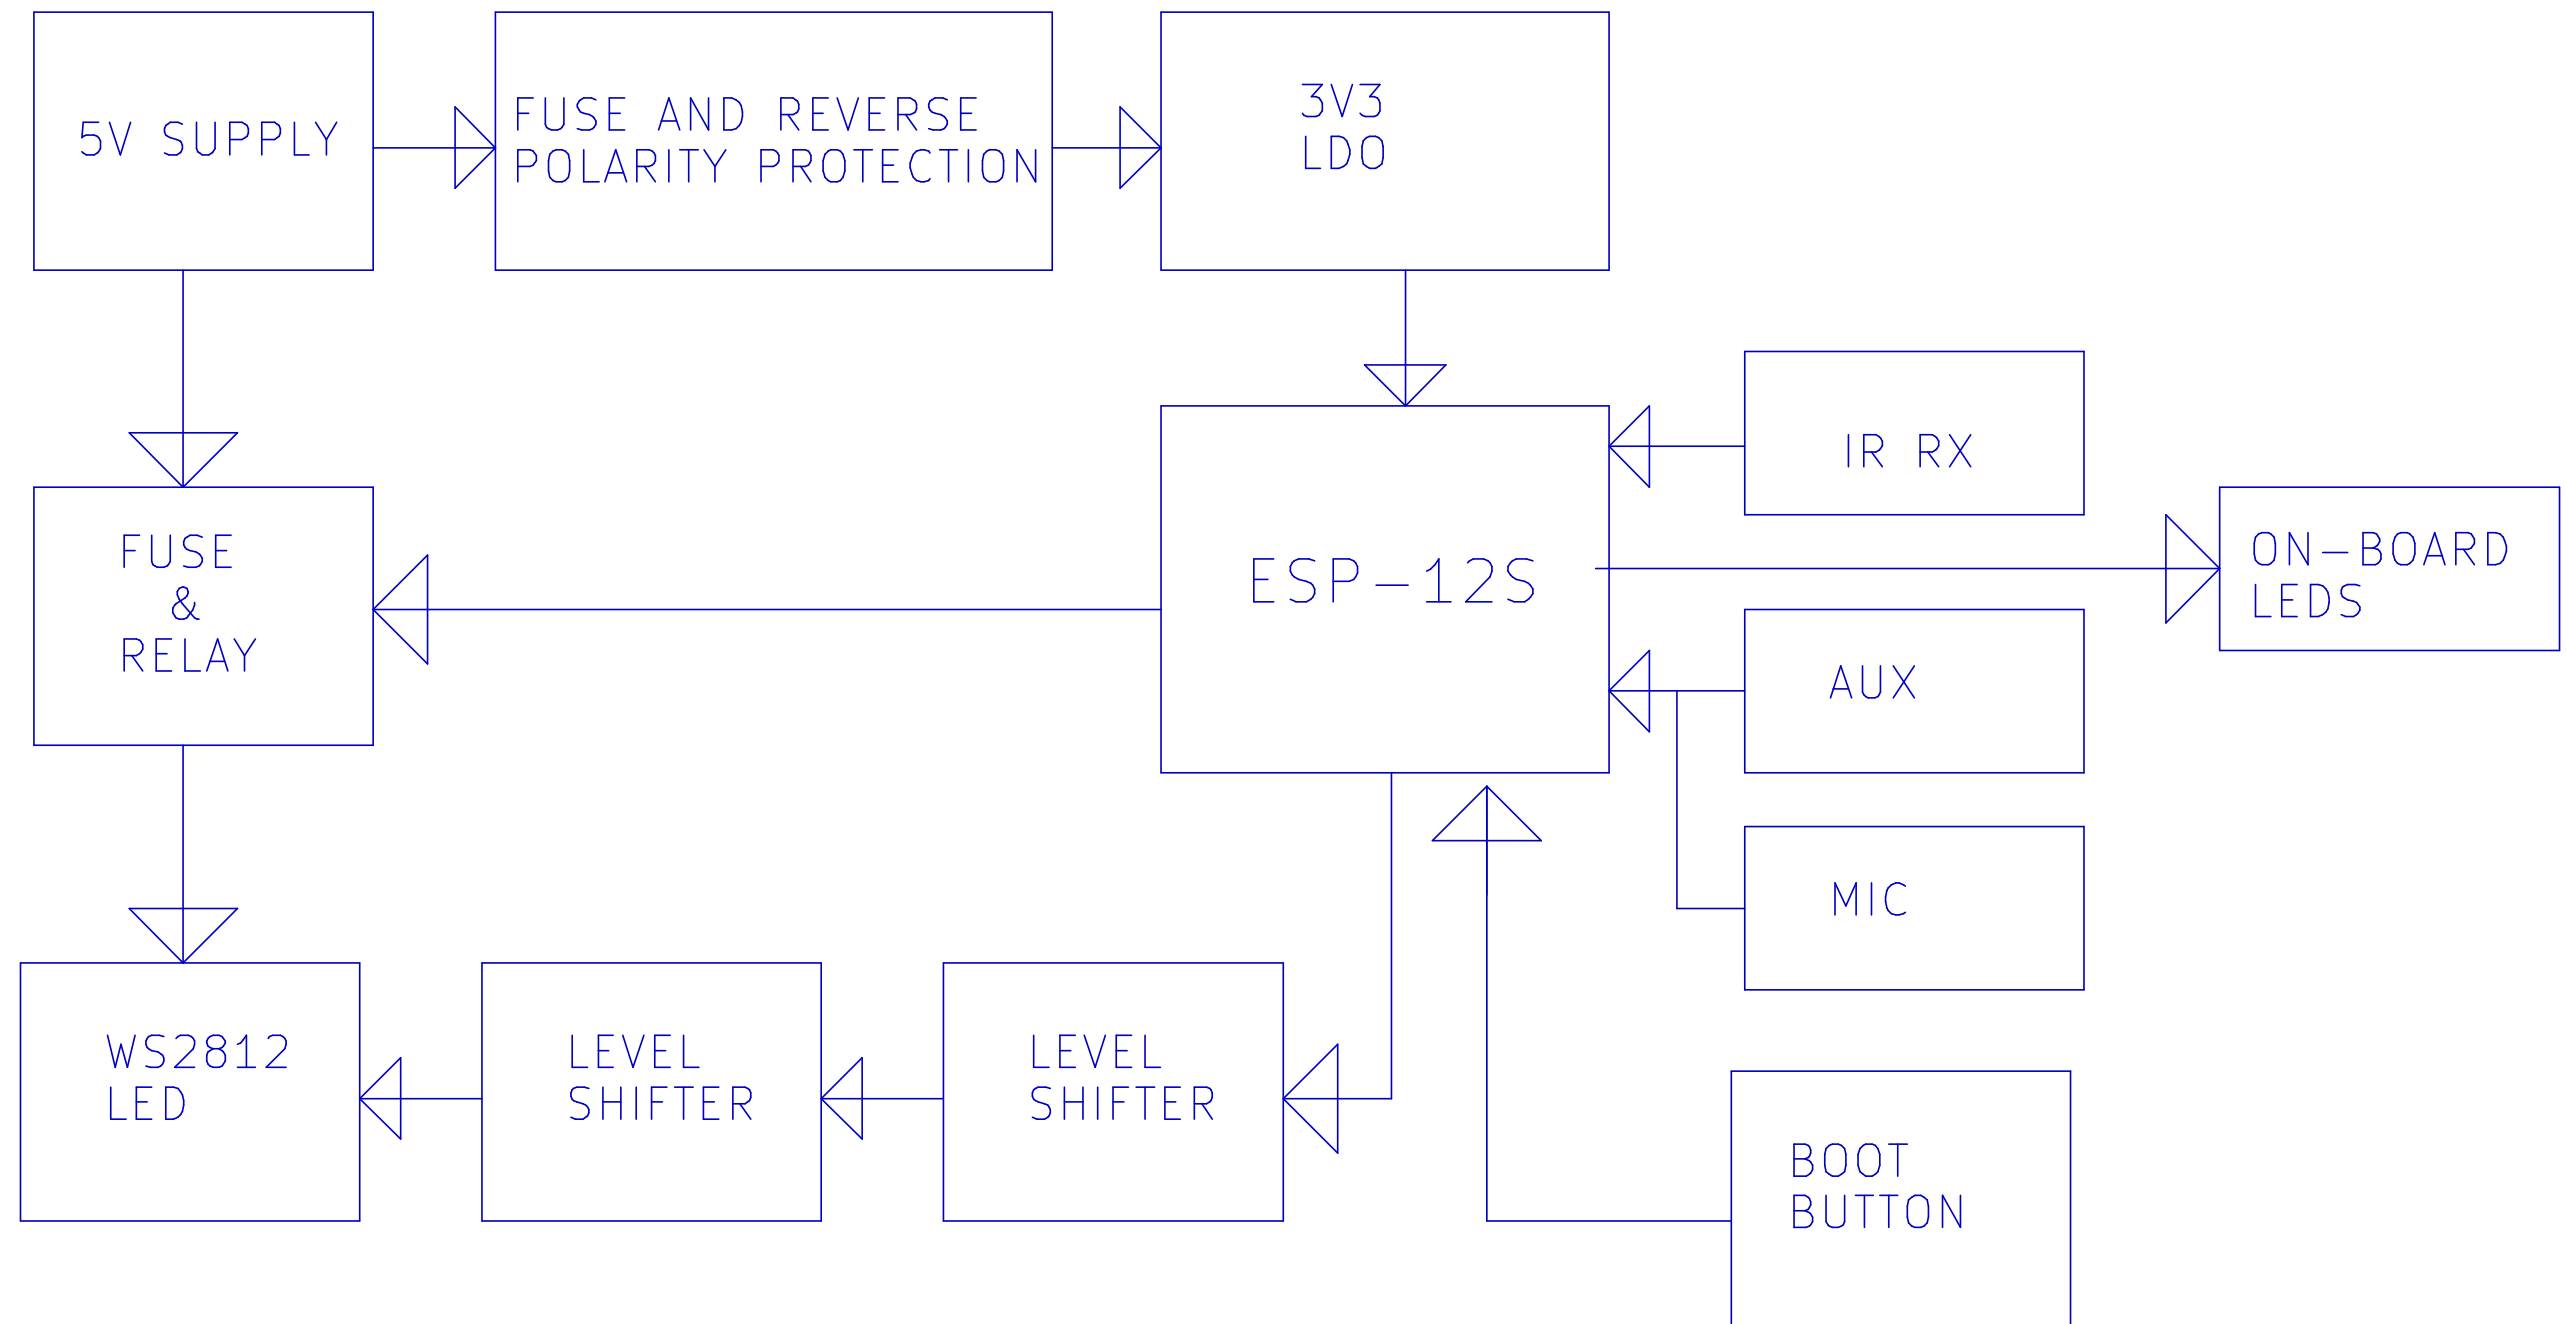 5V SUPPLY
FUSE AND REVERSE
POLARITY PROTECTION
3V3
LDO
IR RX
FUSE
&
RELAY
ESP-12S
ON-BOARD
LEDS
AUX
MIC
WS2812
LED
LEVEL
SHIFTER
LEVEL
SHIFTER
BOOT
BUTTON